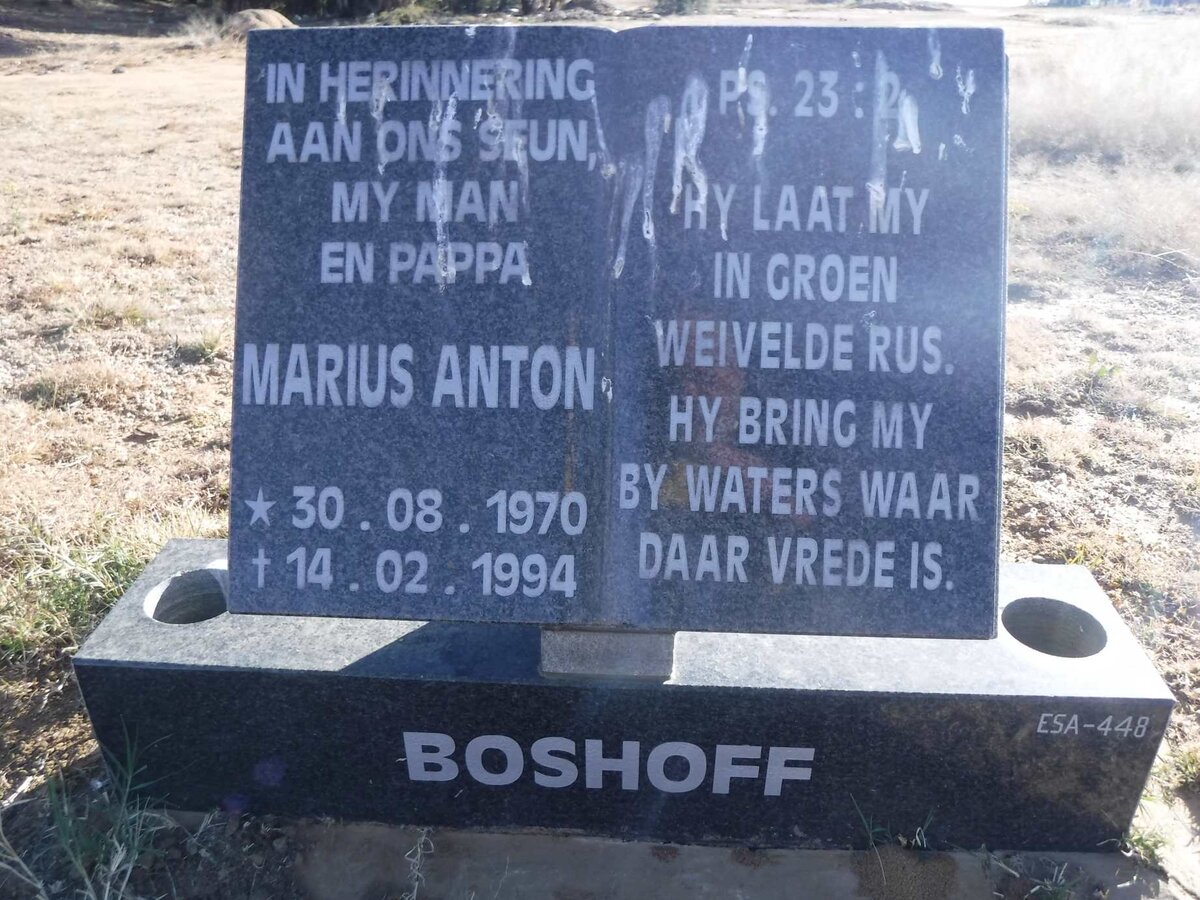 IN HERINNERING
AAN ONS SEUN,
MY MAN
EN PAPPA
MARIUS ANTON
★ 30 . 08 . 1970
† 14 . 02 . 1994
PS. 23 : 2
HY LAAT MY
IN GROEN
WEIVELDE RUS.
HY BRING MY
BY WATERS WAAR
DAAR VREDE IS.
BOSHOFF
ESA-448